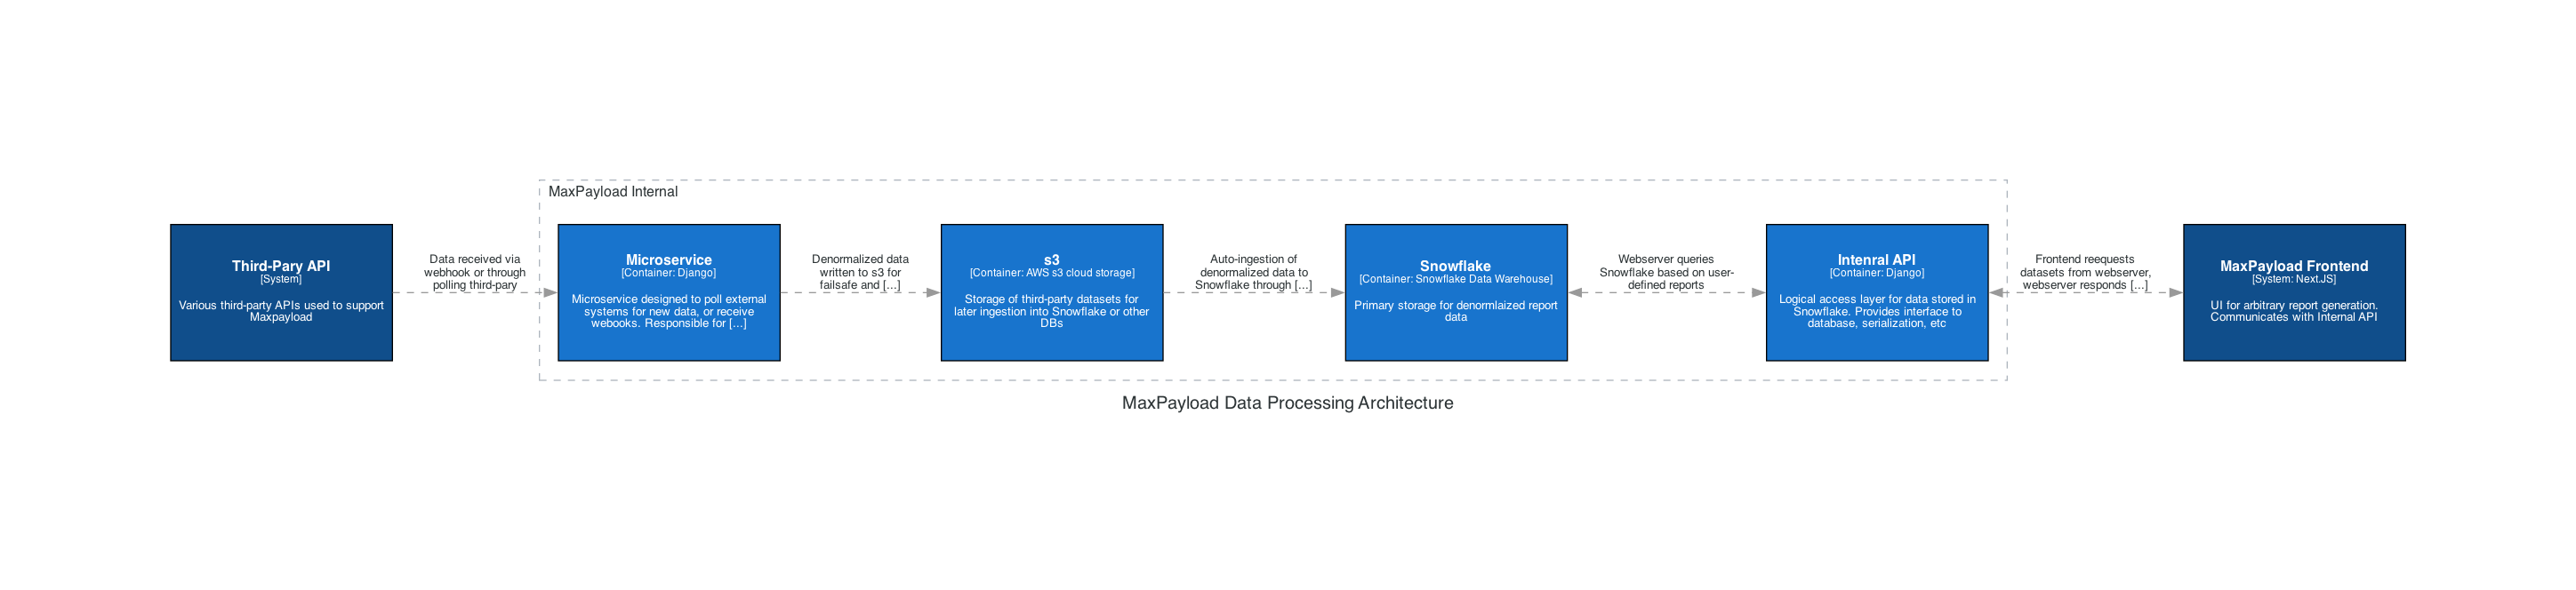 MaxPayload Internal
Third-Pary API
[System]
Various third-party APIs used to support
Maxpayload
Data received via
webhook or through
polling third-pary
Microservice
[Container: Django]
Microservice designed to poll external
systems for new data, or receive
webooks. Responsible for [...]
Denormalized data
written to s3 for
failsafe and [...]
s3
[Container: AWS s3 cloud storage]
Storage of third-party datasets for
later ingestion into Snowflake or other
DBs
Auto-ingestion of
denormalized data to
Snowflake through [...]
Snowflake
[Container: Snowflake Data Warehouse]
Primary storage for denormlaized report
data
Webserver queries
Snowflake based on user-
defined reports
Intenral API
[Container: Django]
Logical access layer for data stored in
Snowflake. Provides interface to
database, serialization, etc
Frontend reequests
datasets from webserver,
webserver responds [...]
MaxPayload Frontend
[System: Next.JS]
UI for arbitrary report generation.
Communicates with Internal API
MaxPayload Data Processing Architecture